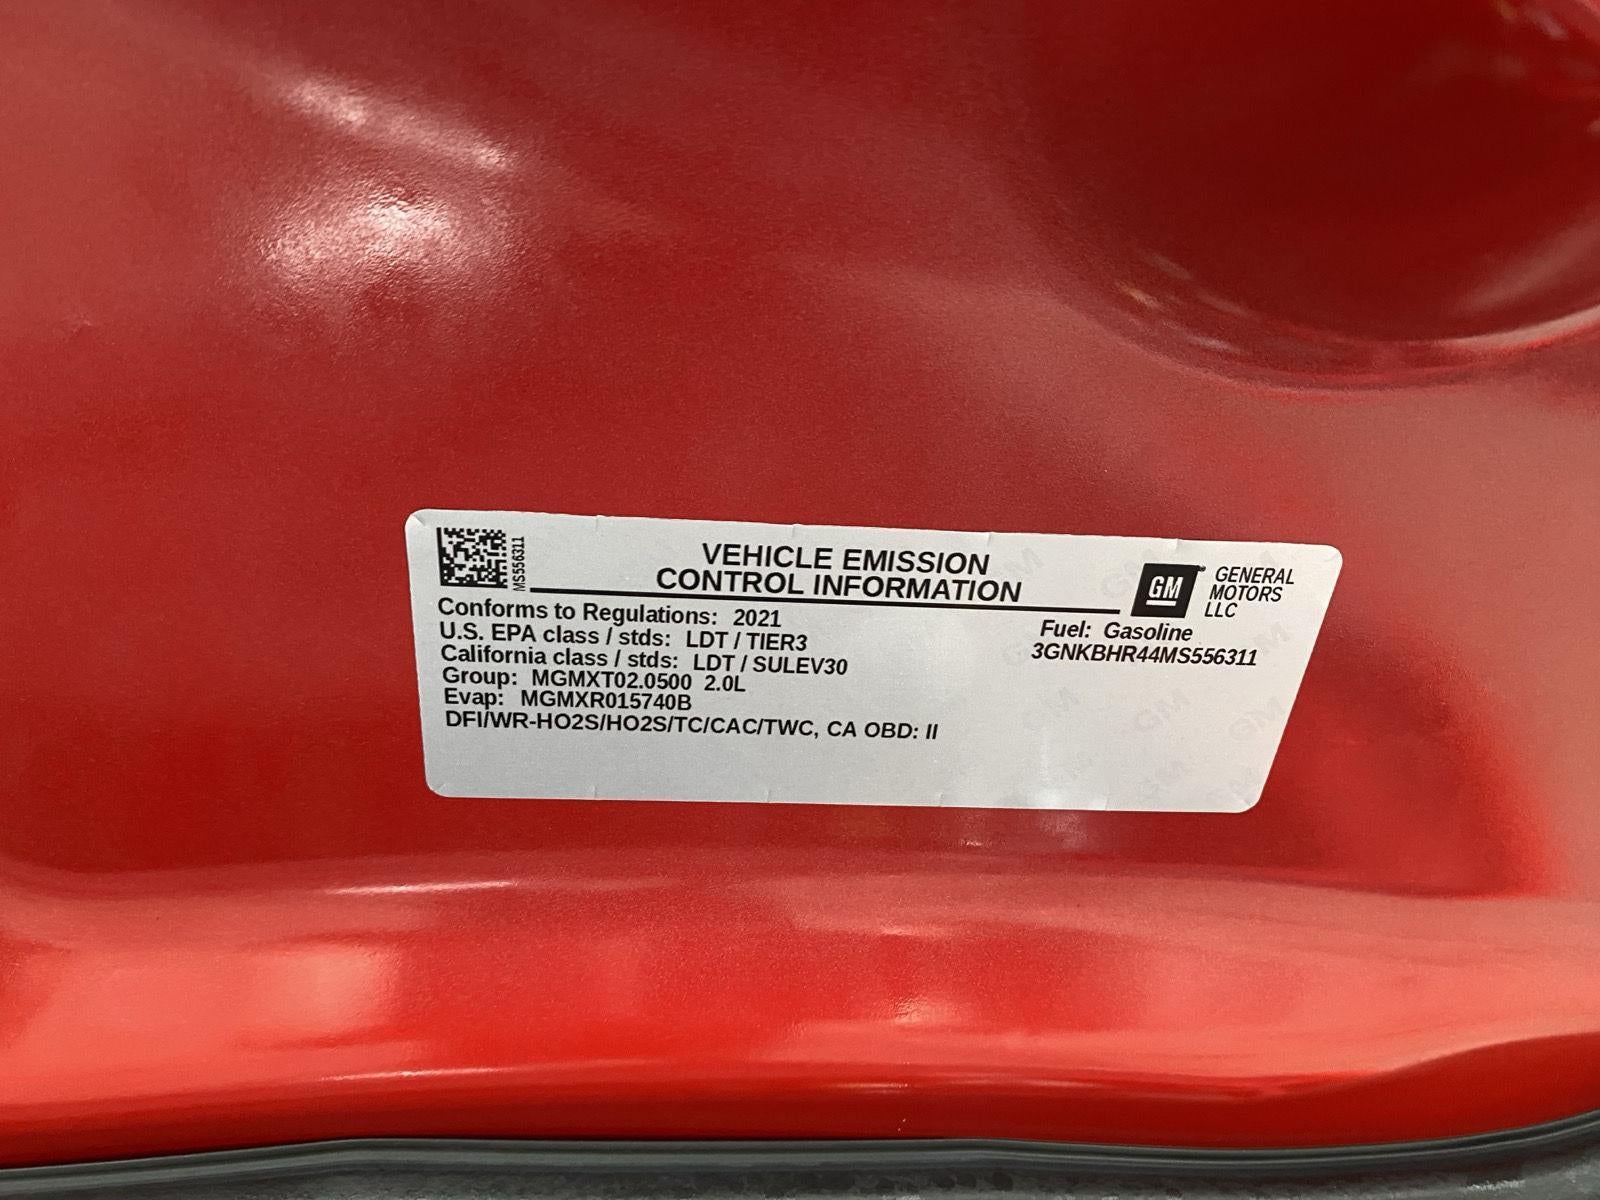 MS556311
VEHICLE EMISSION
CONTROL INFORMATION
GM
GENERAL
MOTORS
LLC
Conforms to Regulations: 2021
U.S. EPA class / stds: LDT / TIER3
California class / stds: LDT / SULEV30
Group: MGMXT02.0500 2.0L
Evap: MGMXR015740B
DFI/WR-HO2S/HO2S/TC/CAC/TWC, CA OBD: II
Fuel: Gasoline
3GNKBHR44MS556311